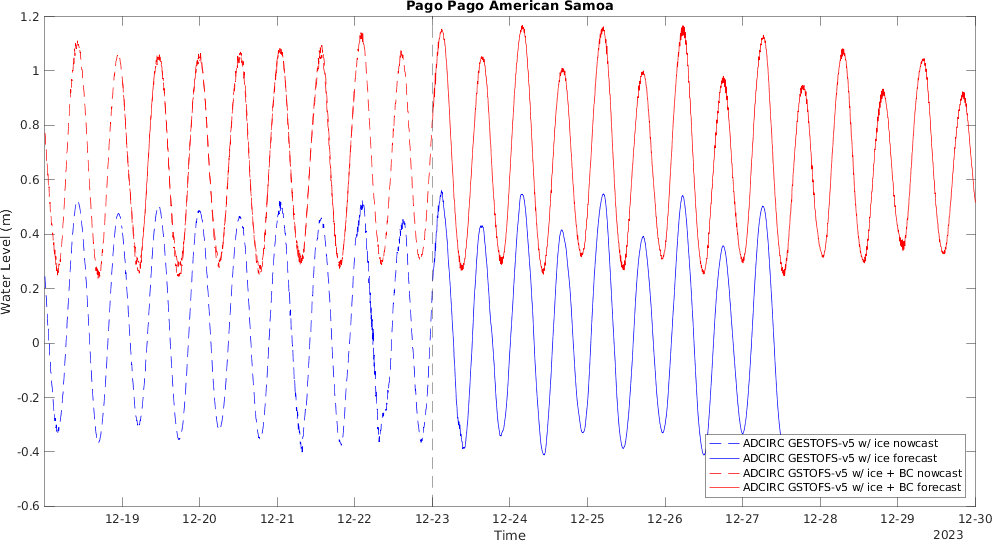 Pago Pago American Samoa
1.2
1
0.8
0.6
0.4
0.2
0
-0.2
-0.4
-0.6
Water Level (m)
ADCIRC GESTOFS-v5 w/ ice nowcast
ADCIRC GESTOFS-v5 w/ ice forecast
ADCIRC GSTOFS-v5 w/ ice + BC nowcast
ADCIRC GSTOFS-v5 w/ ice + BC forecast
12-19 12-20 12-21 12-22 12-23 12-24 12-25 12-26 12-27 12-28 12-29 12-30
Time
2023